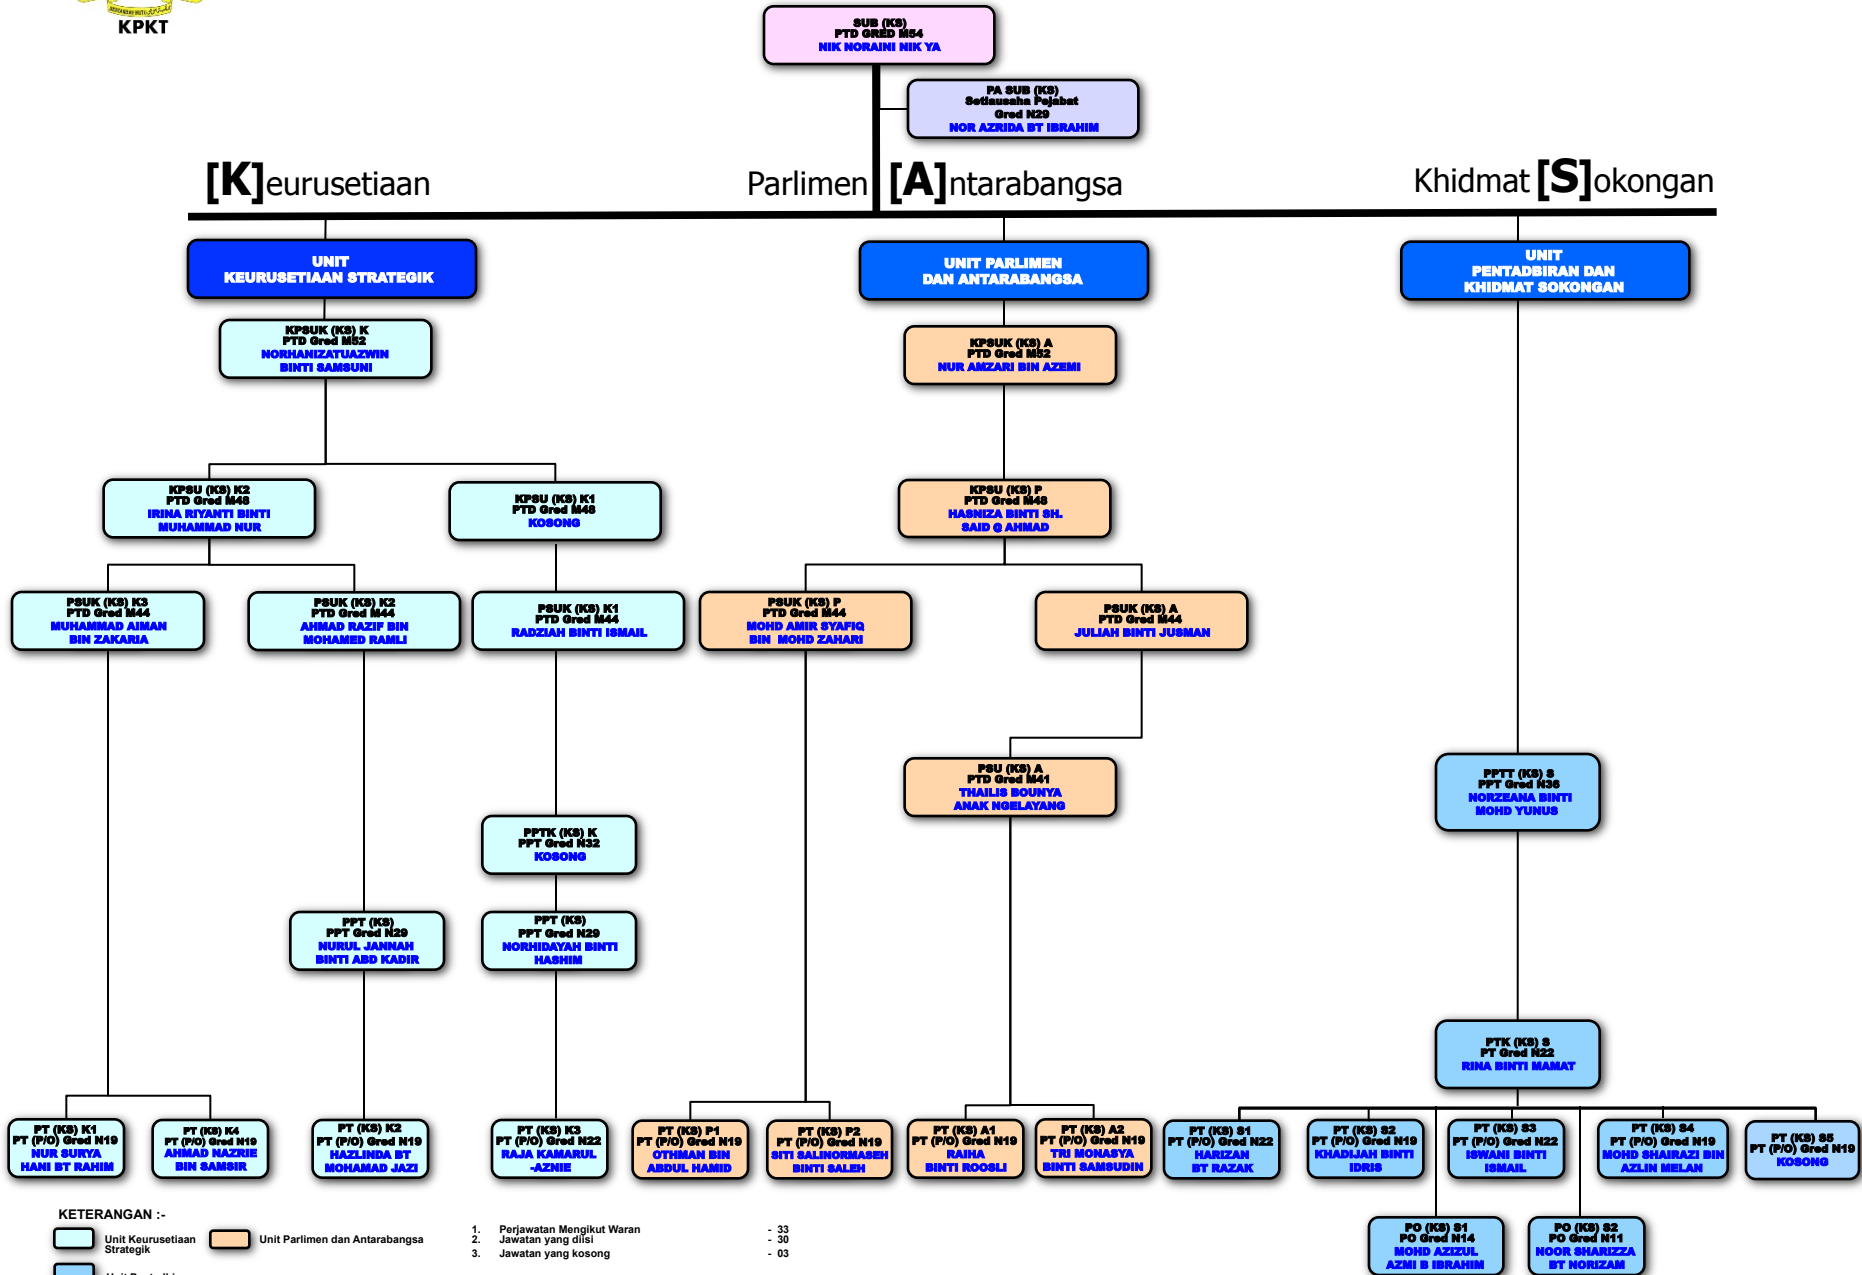 KPKT
SUB (KS)
PTD GRED M54
NIK NORAINI NIK YA
PA SUB (KS)
Setiausaha Pejabat
Gred N29
NOR AZRIDA BT IBRAHIM
[K]eurusetiaan
Parlimen [A]ntarabangsa
Khidmat [S]okongan
UNIT
KEURUSETIAAN STRATEGIK
UNIT PARLIMEN
DAN ANTARABANGSA
UNIT
PENTADBIRAN DAN
KHIDMAT SOKONGAN
KPSUK (KS) K
PTD Gred M52
NORHANIZATUAZWIN
BINTI SAMSUNI
KPSUK (KS) A
PTD Gred M52
NUR AMZARI BIN AZEMI
KPSU (KS) K2
PTD Gred M48
IRINA RIYANTI BINTI
MUHAMMAD NUR
KPSU (KS) K1
PTD Gred M48
KOSONG
KPSU (KS) P
PTD Gred M48
HASNIZA BINTI SH.
SAID @ AHMAD
PSUK (KS) K3
PTD Gred M44
MUHAMMAD AIMAN
BIN ZAKARIA
PSUK (KS) K2
PTD Gred M44
AHMAD RAZIF BIN
MOHAMED RAMLI
PSUK (KS) K1
PTD Gred M44
RADZIAH BINTI ISMAIL
PSUK (KS) P
PTD Gred M44
MOHD AMIR SYAFIQ
BIN MOHD ZAHARI
PSUK (KS) A
PTD Gred M44
JULIAH BINTI JUSMAN
PSU (KS) A
PTD Gred M41
THAILIS BOUNYA
ANAK NGELAYANG
PPTT (KS) S
PPT Gred N36
NORZEANA BINTI
MOHD YUNUS
PPTK (KS) K
PPT Gred N32
KOSONG
PPT (KS)
PPT Gred N29
NURUL JANNAH
BINTI ABD KADIR
PPT (KS)
PPT Gred N29
NORHIDAYAH BINTI
HASHIM
PTK (KS) S
PT Gred N22
RINA BINTI MAMAT
PT (KS) K1
PT (P/O) Gred N19
NUR SURYA
HANI BT RAHIM
PT (KS) K4
PT (P/O) Gred N19
AHMAD NAZRIE
BIN SAMSIR
PT (KS) K2
PT (P/O) Gred N19
HAZLINDA BT
MOHAMAD JAZI
PT (KS) K3
PT (P/O) Gred N22
RAJA KAMARUL
-AZNIE
PT (KS) P1
PT (P/O) Gred N19
OTHMAN BIN
ABDUL HAMID
PT (KS) P2
PT (P/O) Gred N19
SITI SALINORMASEH
BINTI SALEH
PT (KS) A1
PT (P/O) Gred N19
RAIHA
BINTI ROOSLI
PT (KS) A2
PT (P/O) Gred N19
TRI MONASYA
BINTI SAMSUDIN
PT (KS) S1
PT (P/O) Gred N22
HARIZAN
BT RAZAK
PT (KS) S2
PT (P/O) Gred N19
KHADIJAH BINTI
IDRIS
PT (KS) S3
PT (P/O) Gred N22
ISWANI BINTI
ISMAIL
PT (KS) S4
PT (P/O) Gred N19
MOHD SHAIRAZI BIN
AZLIN MELAN
PT (KS) S5
PT (P/O) Gred N19
KOSONG
PO (KS) S1
PO Gred N14
MOHD AZIZUL
AZMI B IBRAHIM
PO (KS) S2
PO Gred N11
NOOR SHARIZZA
BT NORIZAM
KETERANGAN :-
Unit Keurusetiaan
Strategik
Unit Parlimen dan Antarabangsa
1. Perjawatan Mengikut Waran - 33
2. Jawatan yang diisi - 30
3. Jawatan yang kosong - 03